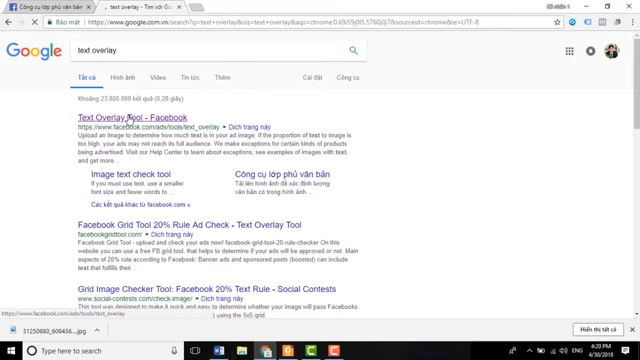 Công cụ lớp phủ văn bản
text overlay - Tìm với Goo
Bảo mật
https://www.google.com.vn/search?q=text+overlay&oq=text+overlay&aqs=chrome.0.69i59j0l5.5760j0j7&sourceid=chrome&ie=UTF-8
Google
text overlay
Tất cả Hình ảnh Video Tin tức Thêm Cài đặt Công cụ
Khoảng 23.800.000 kết quả (0,28 giây)
Text Overlay Tool - Facebook
https://www.facebook.com/ads/tools/text_overlay ▼ Dịch trang này
Upload an image to determine how much text is in your ad image. If the proportion of text to image is
too high, your ads may not reach its full audience. We make exceptions for certain kinds of products
being advertised. Visit our Help Center to learn about exceptions, see examples of images with text,
and get more ...
Image text check tool
If you must use text, use a smaller
font size and fewer words to ...
Công cụ lớp phủ văn bản
Tải lên hình ảnh để xác định lượng
văn bản có trong hình ảnh.
Các kết quả khác từ facebook.com »
Facebook Grid Tool 20% Rule Ad Check - Text Overlay Tool
facebookgridtool.com/ ▼ Dịch trang này
Facebook Grid Tool - upload and check your ads now! facebook-grid-tool-20-rule-checker On this
website you can use a free FB grid tool, that helps to determine if your ads will be approved or not. Ads
maximum 20% rule according to Facebook. Banner ads and sponsored posts (boosted) can include
text that fulfills their ...
Grid Image Checker Tool: Facebook 20% Text Rule - Social Contests
www.social-contests.com/check-image/ ▼ Dịch trang này
This tool was designed to make it quick and easy to determine whether your image will pass Facebooks
using the 5x5 grid.
https://www.facebook.com/ads/tools/text_overlay
31250680_609436....jpg
Hiển thị tất cả
Type here to search
ENG
4:20 PM
4/30/2018